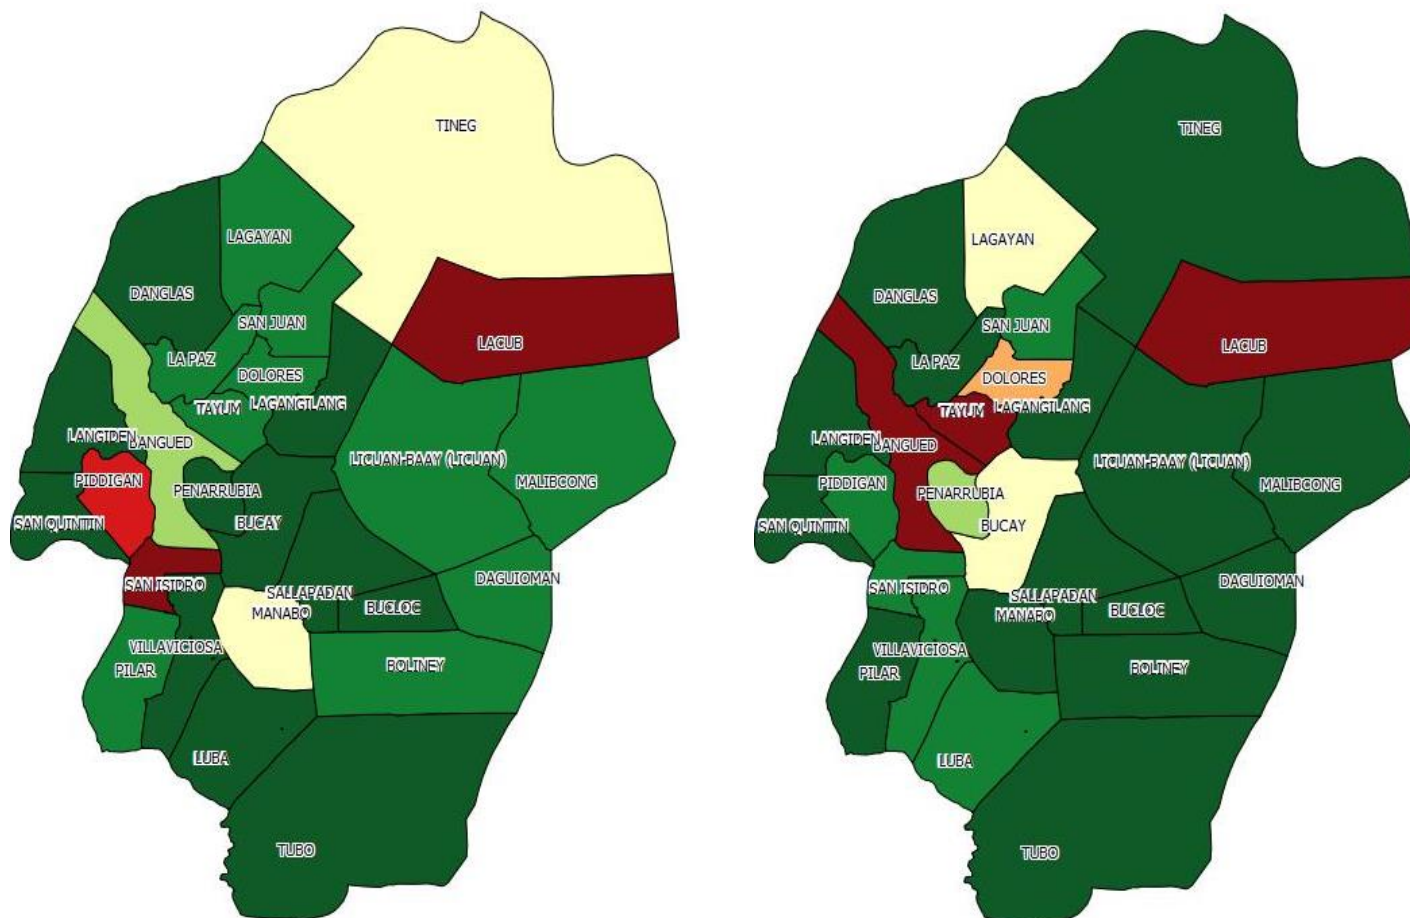 TINEG
LAGAYAN
DANGLAS
SAN JUAN
LA PAZ
LACUB
DOLORES
TAYUM
LAGANGILANG
LANGIDEN
BANGUED
LICUAN-BAAY (LICUAN)
PIDDIGAN
MALIBCONG
PENARRUBIA
SAN QUINTIN
BUCAY
SAN ISIDRO
DAGUIOMAN
SALLAPADAN
BUCLOC
MANABO
VILLAVICIOSA
PILAR
BOLINEY
LUBA
TUBO
TINEG
LAGAYAN
DANGLAS
SAN JUAN
LA PAZ
LACUB
DOLORES
TAYUM
LAGANGILANG
LANGIDEN
BANGUED
LICUAN-BAAY (LICUAN)
PIDDIGAN
MALIBCONG
PENARRUBIA
SAN QUINTIN
BUCAY
SAN ISIDRO
DAGUIOMAN
SALLAPADAN
BUCLOC
MANABO
VILLAVICIOSA
PILAR
BOLINEY
LUBA
TUBO